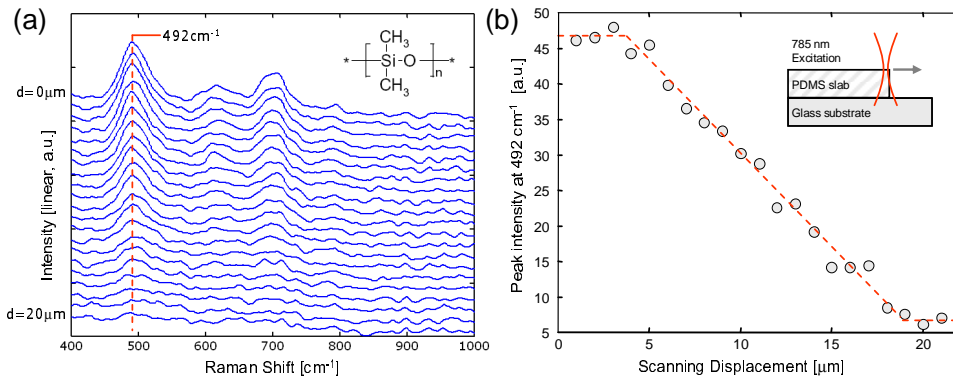 (a)
492cm⁻¹
CH₃
* Si-O * n
CH₃
d=0μm
d=20μm
Intensity [linear, a.u.]
400 500 600 700 800 900 1000
Raman Shift [cm⁻¹]
(b)
50
45
40
35
30
25
20
15
10
5
Peak intensity at 492 cm⁻¹ [a.u.]
785 nm
Excitation
PDMS slab
Glass substrate
0 5 10 15 20
Scanning Displacement [μm]